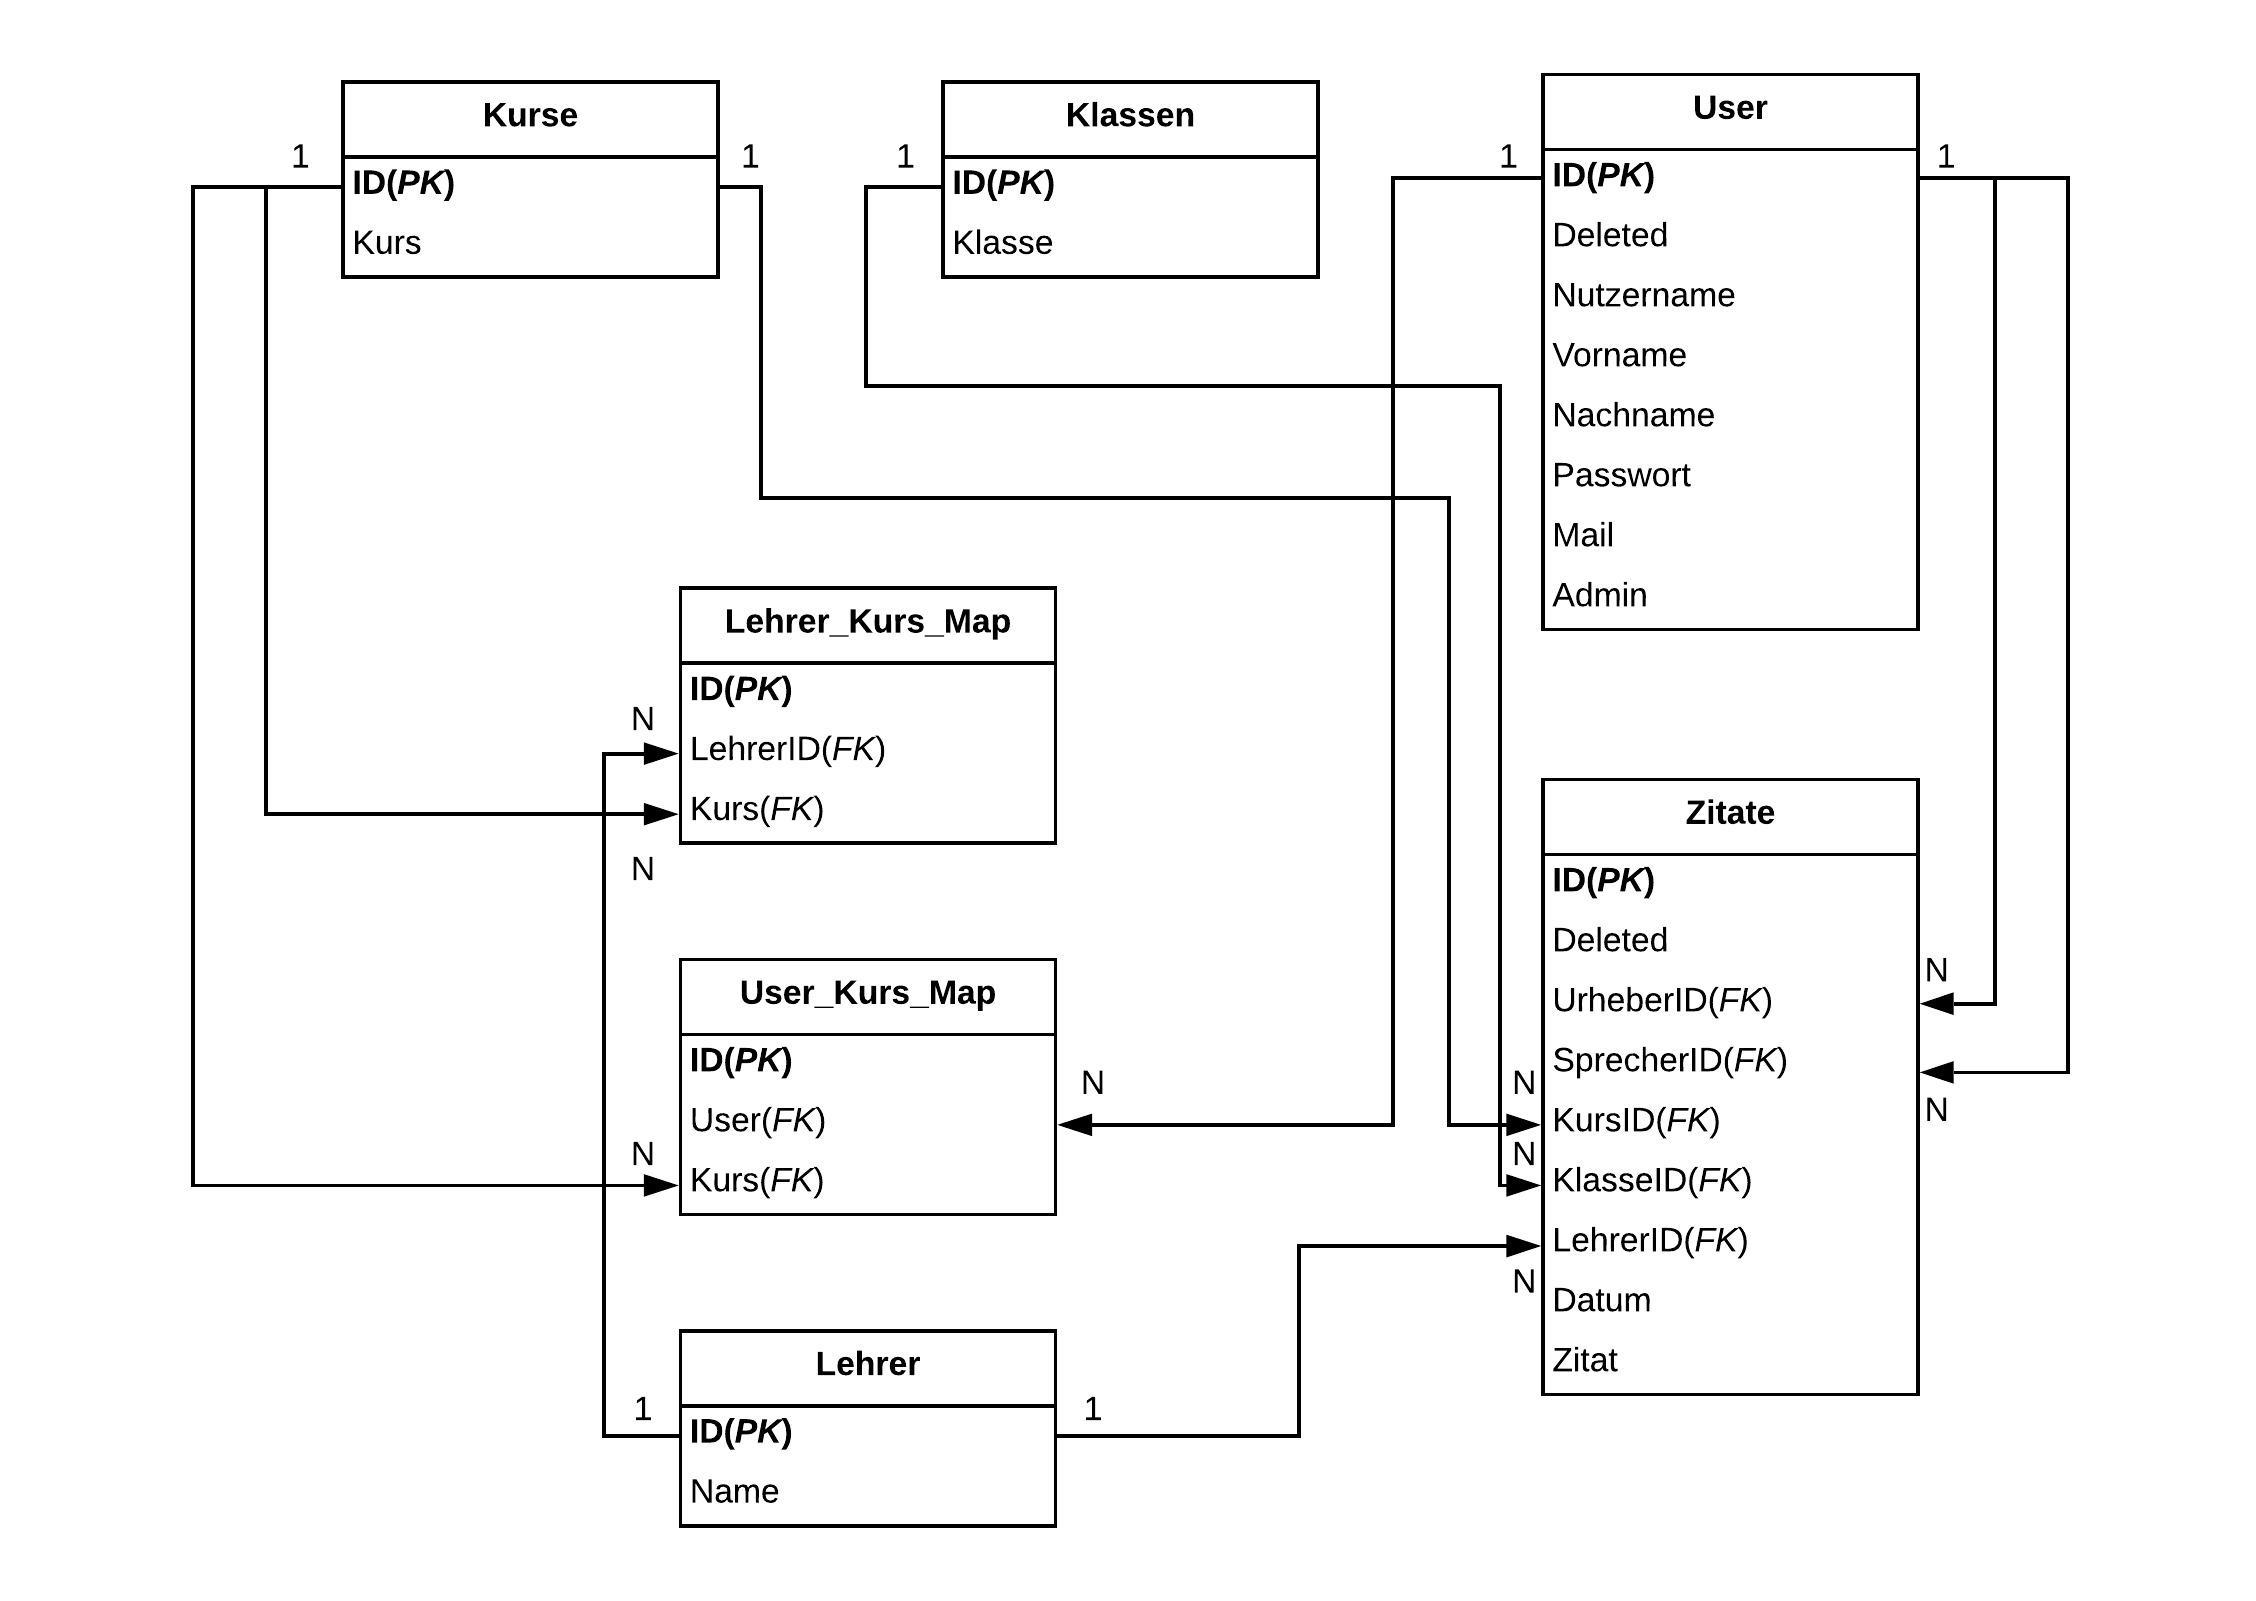 Kurse
1
1
ID(PK)
Kurs
Klassen
1
ID(PK)
Klasse
User
1
1
ID(PK)
Deleted
Nutzername
Vorname
Nachname
Passwort
Mail
Admin
Lehrer_Kurs_Map
ID(PK)
N
LehrerID(FK)
Kurs(FK)
N
User_Kurs_Map
ID(PK)
N
User(FK)
N
Kurs(FK)
Lehrer
1
1
ID(PK)
Name
Zitate
ID(PK)
Deleted
N
UrheberID(FK)
SprecherID(FK)
N
N
KursID(FK)
N
KlasseID(FK)
LehrerID(FK)
N
Datum
Zitat